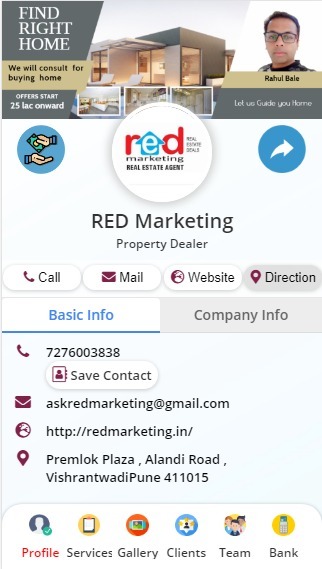 FIND
RIGHT
HOME
We will consult for
buying home
OFFERS START
25 lac onward
Rahul Bale
Let us Guide you Home
red
REAL
ESTATE
DEALS
marketing
REAL ESTATE AGENT
RED Marketing
Property Dealer
Call
Mail
Website
Direction
Basic Info
Company Info
7276003838
Save Contact
askredmarketing@gmail.com
http://redmarketing.in/
Premlok Plaza , Alandi Road ,
VishrantwadiPune 411015
Profile
Services
Gallery
Clients
Team
Bank